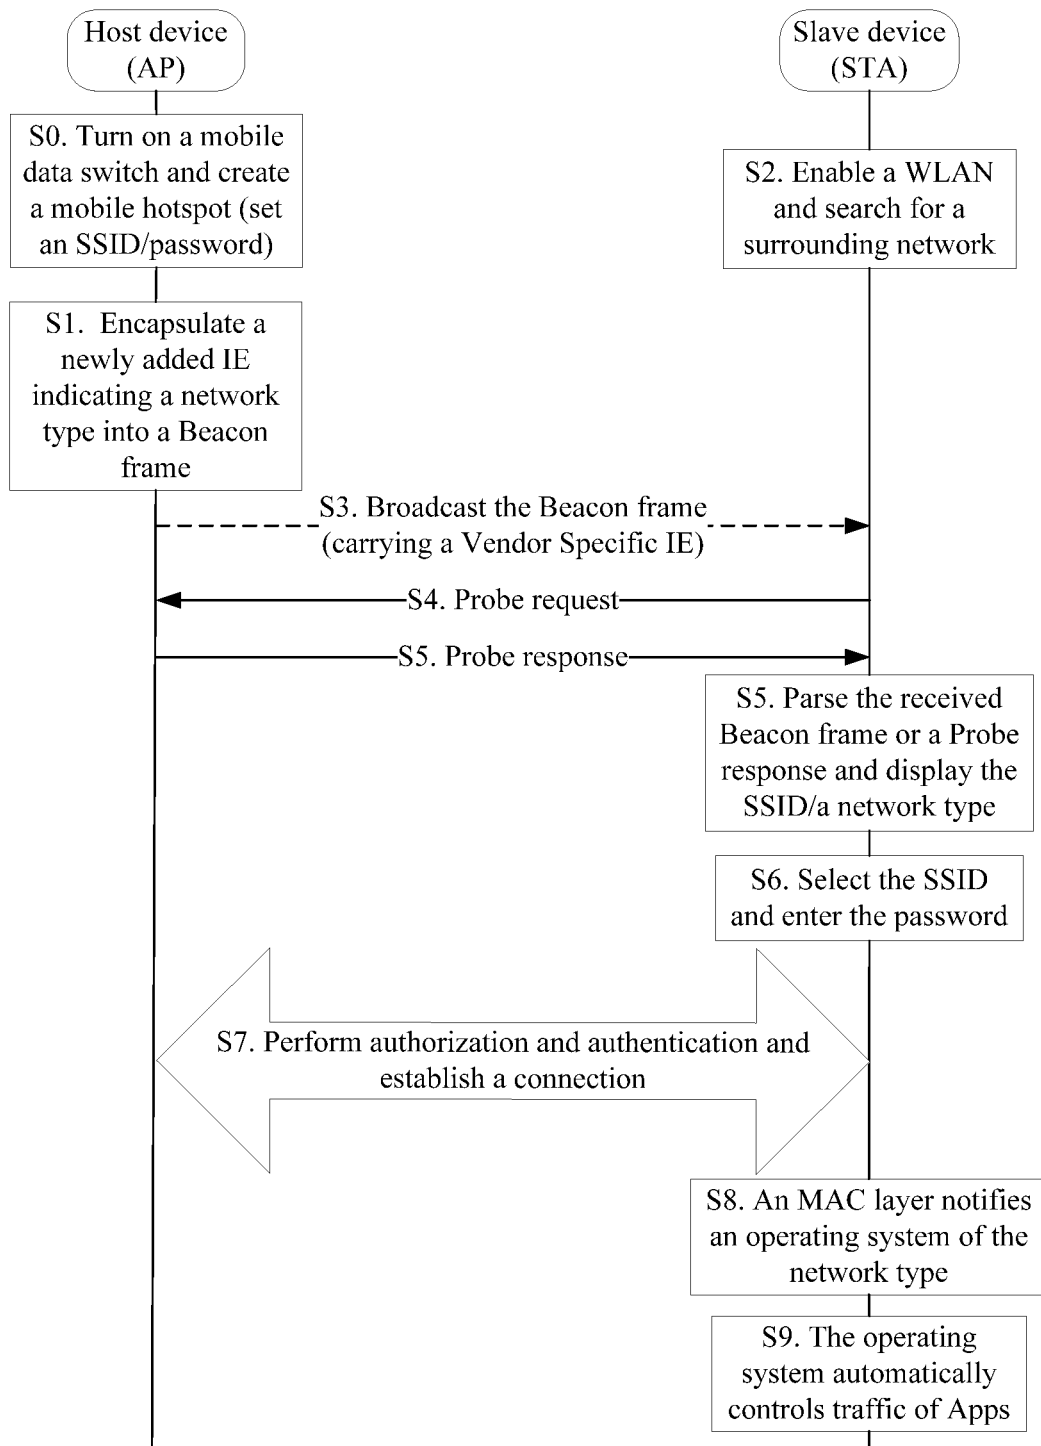 Host device
(AP)
Slave device
(STA)
S0. Turn on a mobile
data switch and create
a mobile hotspot (set
an SSID/password)
S2. Enable a WLAN
and search for a
surrounding network
S1.  Encapsulate a
newly added IE
indicating a network
type into a Beacon
frame
S3. Broadcast the Beacon frame
(carrying a Vendor Specific IE)
S4. Probe request
S5. Probe response
S5. Parse the received
Beacon frame or a Probe
response and display the
SSID/a network type
S6. Select the SSID
and enter the password
S7. Perform authorization and authentication and
establish a connection
S8. An MAC layer notifies
an operating system of the
network type
S9. The operating
system automatically
controls traffic of Apps